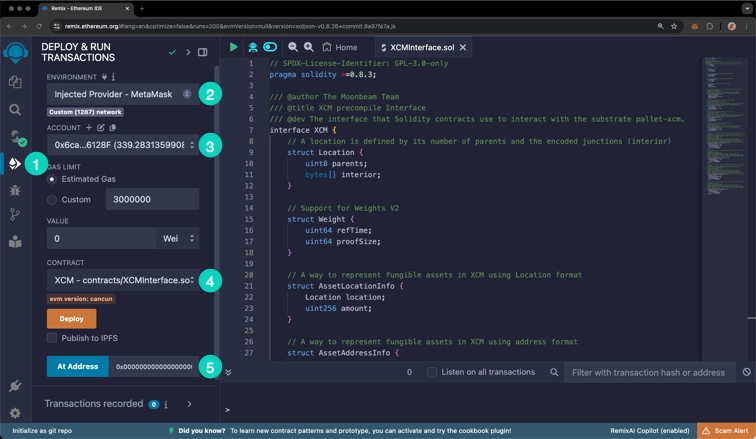 Remix - Ethereum IDE
remix.ethereum.org/#lang=en&optimize=false&runs=200&evmVersion=null&version=soljson-v0.8.26+commit.8a97fa7a.js
DEPLOY & RUN
TRANSACTIONS
ENVIRONMENT
Injected Provider - MetaMask
2
Custom (1287) network
ACCOUNT
0x6ca...6128F (339.283135990
3
1
GAS LIMIT
Estimated Gas
Custom
3000000
VALUE
0
Wei
CONTRACT
XCM - contracts/XCMInterface.so
4
evm version: cancun
Deploy
Publish to IPFS
At Address
5
Transactions recorded
0
i
Home
XCMInterface.sol
1 // SPDX-License-Identifier: GPL-3.0-only
2 pragma solidity >=0.8.3;
3
4 /// @author The Moonbeam Team
5 /// @title XCM precompile Interface
6 /// @dev The interface that Solidity contracts use to interact with the substrate pallet-xcm.
7 interface XCM {
8 // A location is defined by its number of parents and the encoded junctions (interior)
9 struct Location {
10 uint8 parents;
11 bytes[] interior;
12 }
13
14 // Support for Weights V2
15 struct Weight {
16 uint64 refTime;
17 uint64 proofSize;
18 }
19
20 // A way to represent fungible assets in XCM using Location format
21 struct AssetLocationInfo {
22 Location location;
23 uint256 amount;
24 }
25
26 // A way to represent fungible assets in XCM using address format
27 struct AssetAddressInfo {
0
Listen on all transactions
Filter with transaction hash or address
>
Initialize as git repo
Did you know? To learn new contract patterns and prototype, you can activate and try the cookbook plugin!
RemixAI Copilot (enabled)
Scam Alert